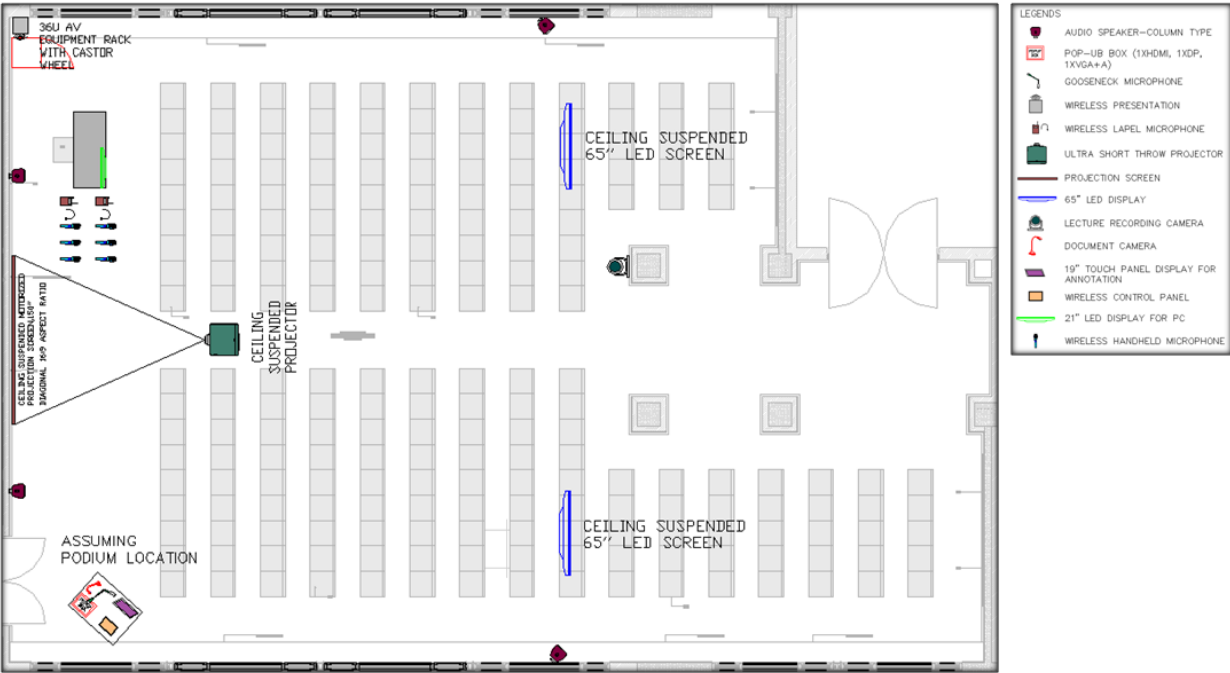 36U AV
EQUIPMENT RACK
WITH CASTOR
WHEEL
CEILING SUSPENDED
65" LED SCREEN
CEILING SUSPENDED MOTORIZED
PROJECTION SCREEN,150"
DIAGONAL 16:9 ASPECT RATIO
CEILING
SUSPENDED
PROJECTOR
CEILING SUSPENDED
65" LED SCREEN
ASSUMING
PODIUM LOCATION
LEGENDS
AUDIO SPEAKER-COLUMN TYPE
POP-UB BOX (1XHDMI, 1XDP,
1XVGA+A)
GOOSENECK MICROPHONE
WIRELESS PRESENTATION
WIRELESS LAPEL MICROPHONE
ULTRA SHORT THROW PROJECTOR
PROJECTION SCREEN
65" LED DISPLAY
LECTURE RECORDING CAMERA
DOCUMENT CAMERA
19" TOUCH PANEL DISPLAY FOR
ANNOTATION
WIRELESS CONTROL PANEL
21" LED DISPLAY FOR PC
WIRELESS HANDHELD MICROPHONE